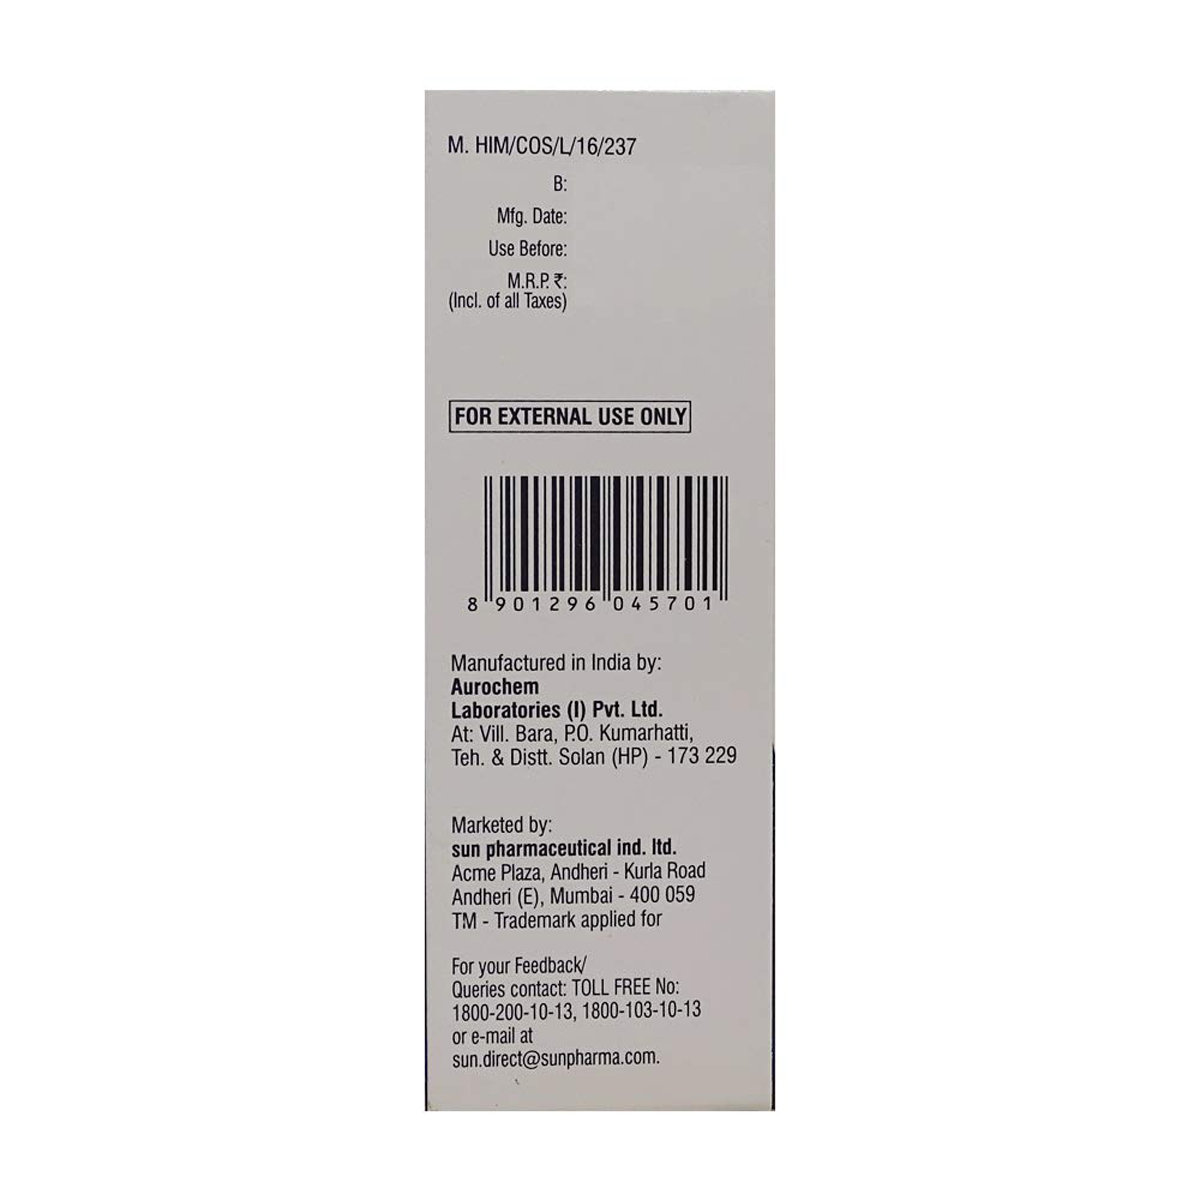 M. HIM/COS/L/16/237
B:
Mfg. Date:
Use Before:
M.R.P. ₹:
(Incl. of all Taxes)
FOR EXTERNAL USE ONLY
8 901296 045701
Manufactured in India by:
Aurochem
Laboratories (I) Pvt. Ltd.
At: Vill. Bara, P.O. Kumarhatti,
Teh. & Distt. Solan (HP) - 173 229
Marketed by:
sun pharmaceutical ind. ltd.
Acme Plaza, Andheri - Kurla Road
Andheri (E), Mumbai - 400 059
TM - Trademark applied for
For your Feedback/
Queries contact: TOLL FREE No:
1800-200-10-13, 1800-103-10-13
or e-mail at
sun.direct@sunpharma.com.